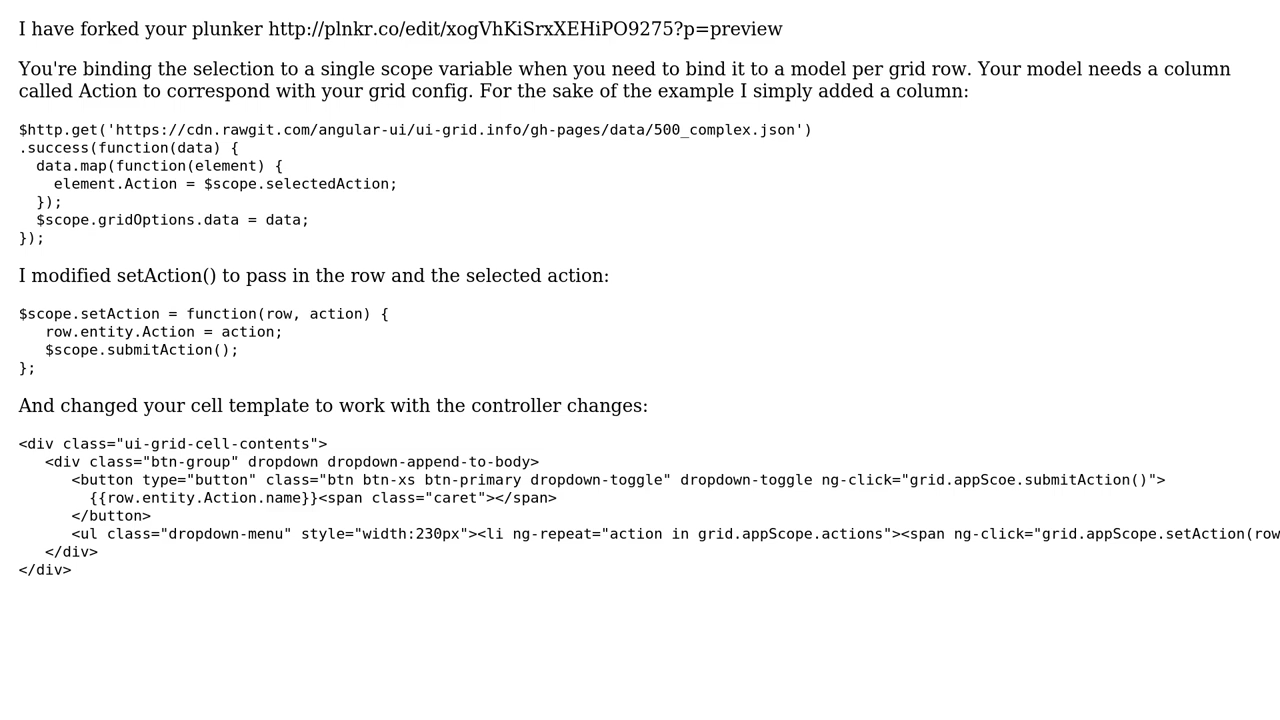 I have forked your plunker http://plnkr.co/edit/xogVhKiSrxXEHiPO9275?p=preview
You're binding the selection to a single scope variable when you need to bind it to a model per grid row. Your model needs a column
called Action to correspond with your grid config. For the sake of the example I simply added a column:
$http.get('https://cdn.rawgit.com/angular-ui/ui-grid.info/gh-pages/data/500_complex.json')
.success(function(data) {
  data.map(function(element) {
    element.Action = $scope.selectedAction;
  });
  $scope.gridOptions.data = data;
});
I modified setAction() to pass in the row and the selected action:
$scope.setAction = function(row, action) {
   row.entity.Action = action;
   $scope.submitAction();
};
And changed your cell template to work with the controller changes:
<div class="ui-grid-cell-contents">
   <div class="btn-group" dropdown dropdown-append-to-body>
      <button type="button" class="btn btn-xs btn-primary dropdown-toggle" dropdown-toggle ng-click="grid.appScoe.submitAction()">
        {{row.entity.Action.name}}<span class="caret"></span>
      </button>
      <ul class="dropdown-menu" style="width:230px"><li ng-repeat="action in grid.appScope.actions"><span ng-click="grid.appScope.setAction(row
   </div>
</div>